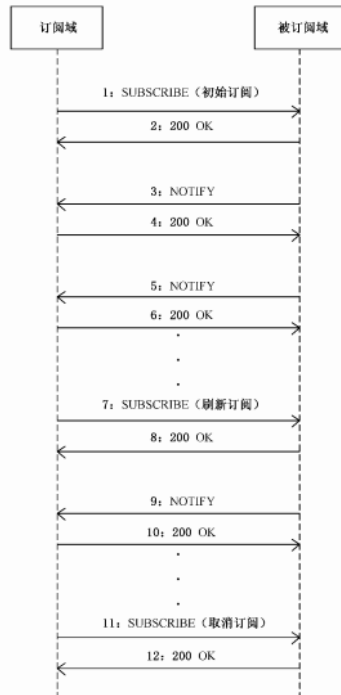 订阅域
被订阅域
1：SUBSCRIBE（初始订阅）
2：200 OK
3：NOTIFY
4：200 OK
5：NOTIFY
6：200 OK
7：SUBSCRIBE（刷新订阅）
8：200 OK
9：NOTIFY
10：200 OK
11：SUBSCRIBE（取消订阅）
12：200 OK